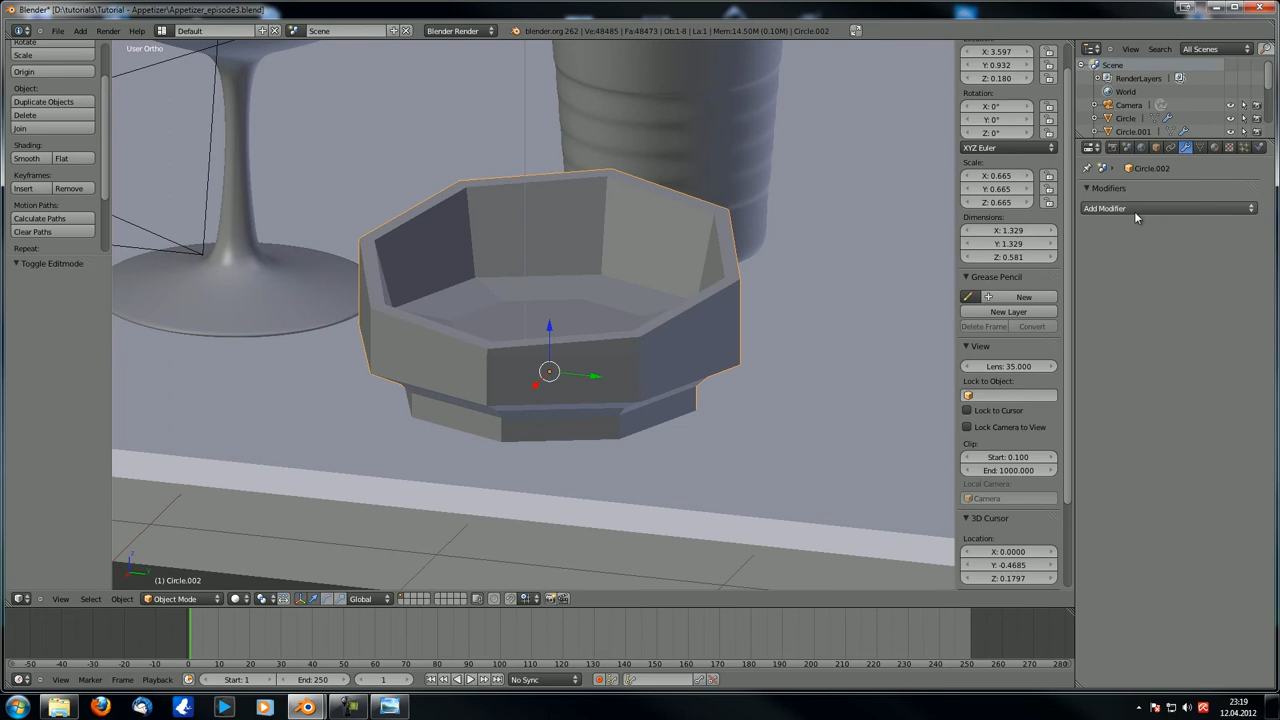 Blender* [D:\tutorials\Tutorial - Appetizer\Appetizer_episode3.blend]
File Add Render Help Default Scene Blender Render blender.org 262 | Ve:48485 | Fa:48473 | Ob:1-8 | La:1 | Mem:14.50M (0.10M) | Circle.002
View Search All Scenes
Rotate
Scale
Origin
Object:
Duplicate Objects
Delete
Join
Shading:
Smooth Flat
Keyframes:
Insert Remove
Motion Paths:
Calculate Paths
Clear Paths
Repeat:
Toggle Editmode
User Ortho
(1) Circle.002
X: 3.597
Y: 0.932
Z: 0.180
Rotation:
X: 0°
Y: 0°
Z: 0°
XYZ Euler
Scale:
X: 0.665
Y: 0.665
Z: 0.665
Dimensions:
X: 1.329
Y: 1.329
Z: 0.581
Grease Pencil
New
New Layer
Delete Frame Convert
View
Lens: 35.000
Lock to Object:
Lock to Cursor
Lock Camera to View
Clip:
Start: 0.100
End: 1000.000
Local Camera:
Camera
3D Cursor
Location:
X: 0.0000
Y: -0.4685
Z: 0.1797
Scene
RenderLayers
World
Camera
Circle
Circle.001
Circle.002
Modifiers
Add Modifier
View Select Object Object Mode Global
-50 -40 -30 -20 -10 0 10 20 30 40 50 60 70 80 90 100 110 120 130 140 150 160 170 180 190 200 210 220 230 240 250 260 270 280
View Marker Frame Playback Start: 1 End: 250 1 No Sync
23:19
12.04.2012